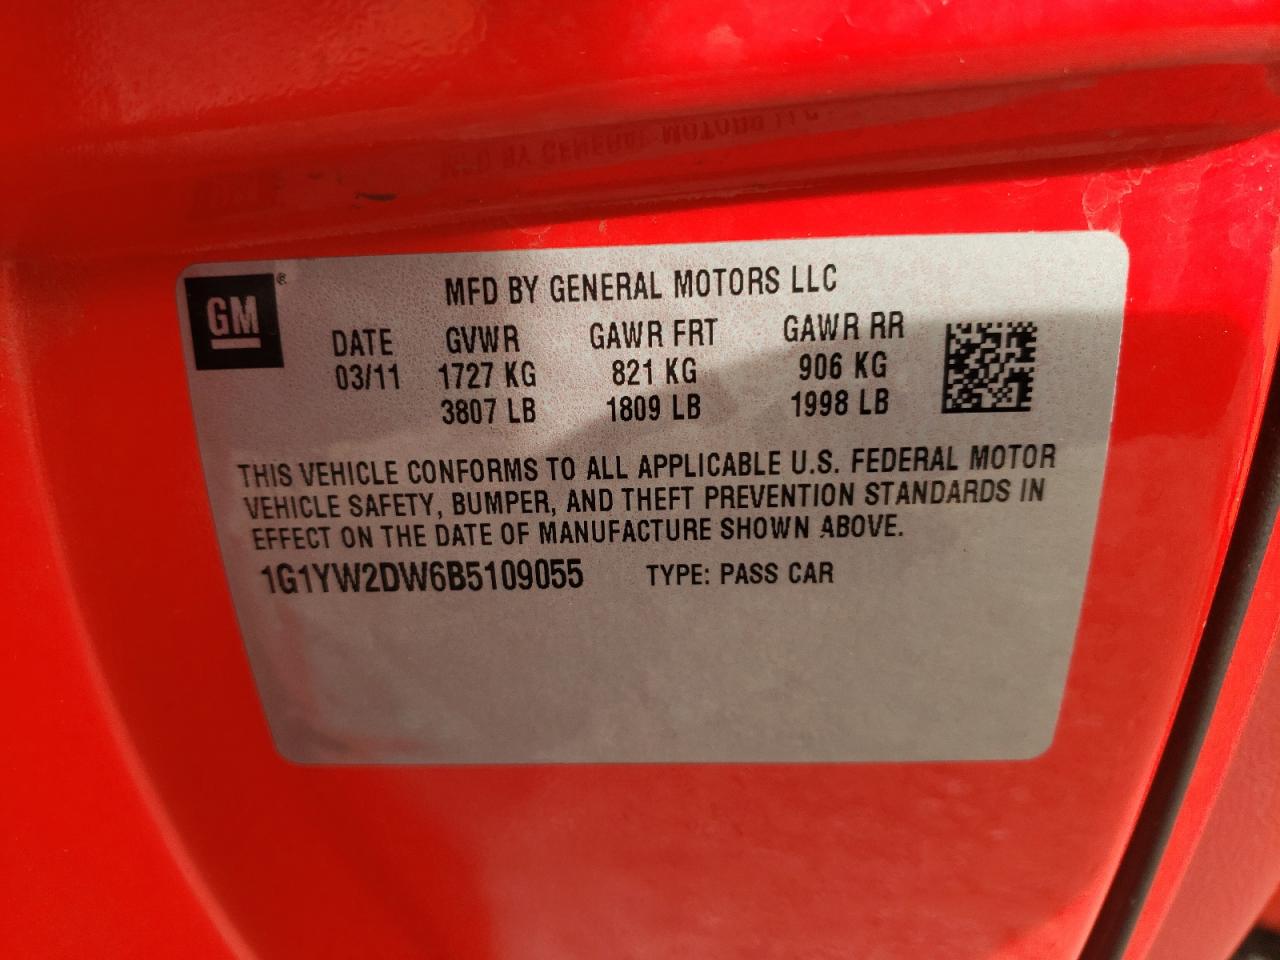 GM®
MFD BY GENERAL MOTORS LLC
DATE GVWR GAWR FRT GAWR RR
03/11 1727 KG 821 KG 906 KG
3807 LB 1809 LB 1998 LB
THIS VEHICLE CONFORMS TO ALL APPLICABLE U.S. FEDERAL MOTOR
VEHICLE SAFETY, BUMPER, AND THEFT PREVENTION STANDARDS IN
EFFECT ON THE DATE OF MANUFACTURE SHOWN ABOVE.
1G1YW2DW6B5109055 TYPE: PASS CAR